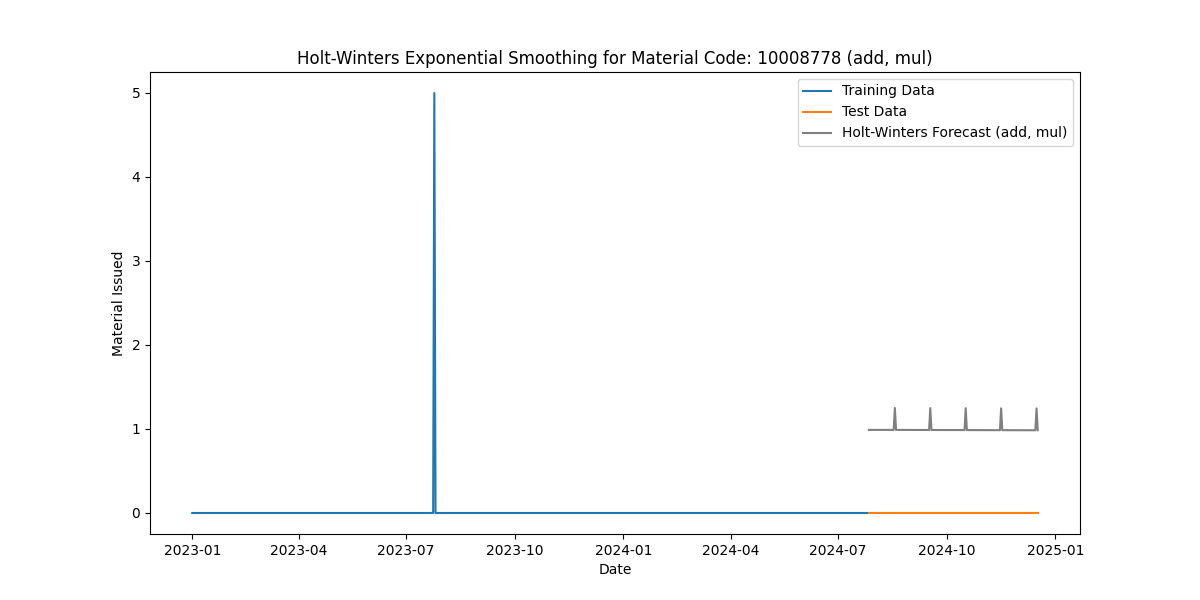 Holt-Winters Exponential Smoothing for Material Code: 10008778 (add, mul)
Training Data
Test Data
Holt-Winters Forecast (add, mul)
Material Issued
5
4
3
2
1
0
2023-01
2023-04
2023-07
2023-10
2024-01
2024-04
2024-07
2024-10
2025-01
Date